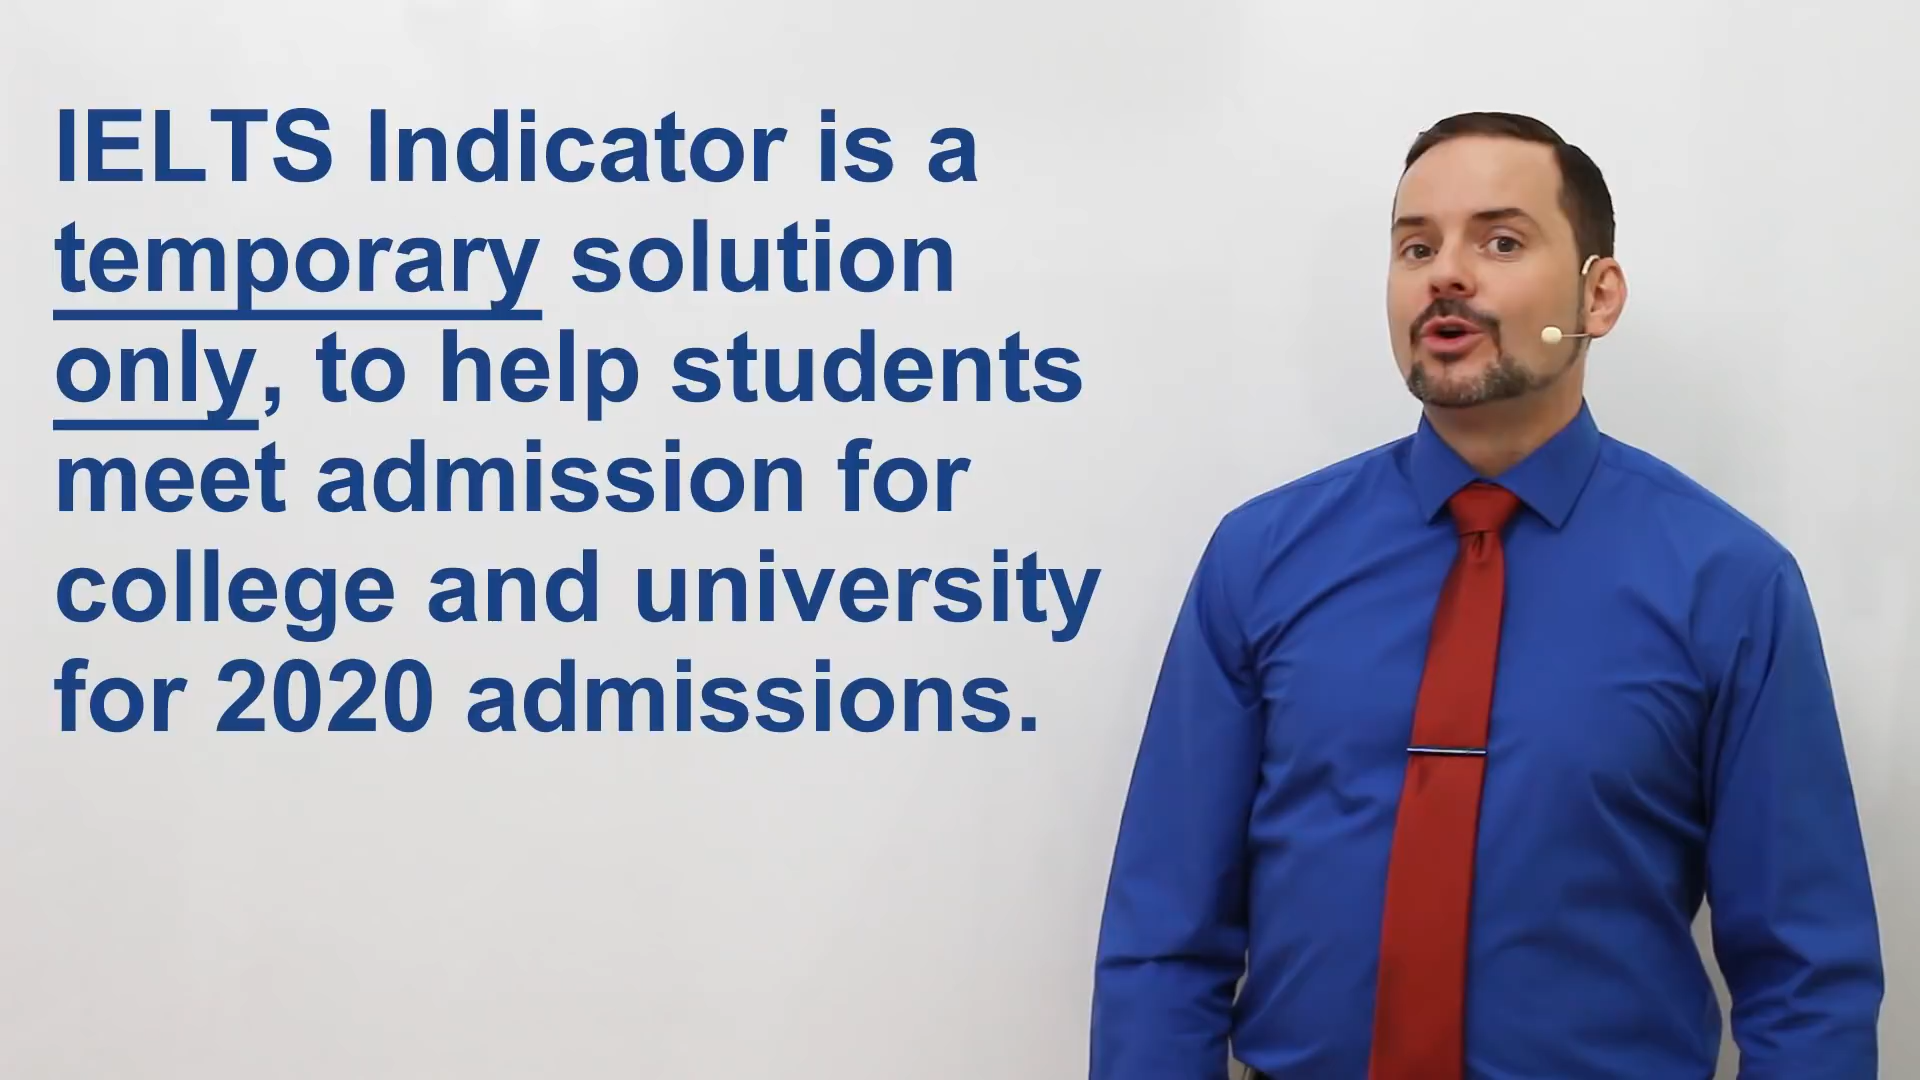 IELTS Indicator is a
temporary solution
only, to help students
meet admission for
college and university
for 2020 admissions.